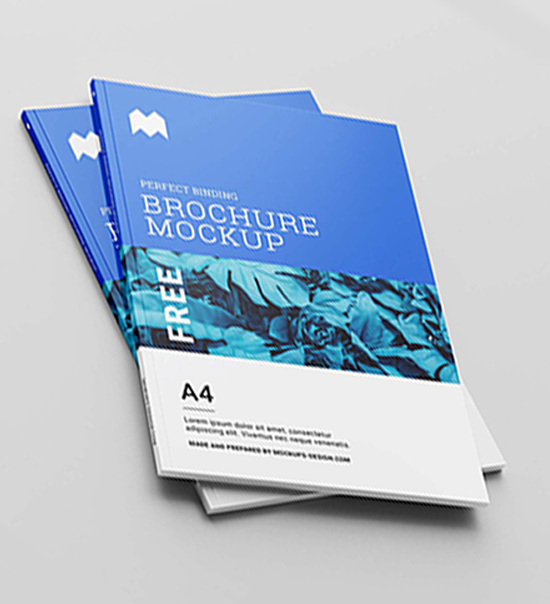 PERFECT BINDING
BROCHURE
MOCKUP
FREE
A4
Lorem ipsum dolor sit amet, consectetur
adipiscing elit. Vivamus nec neque venenatis.
MADE AND PREPARED BY MOCKUPS-DESIGN.COM